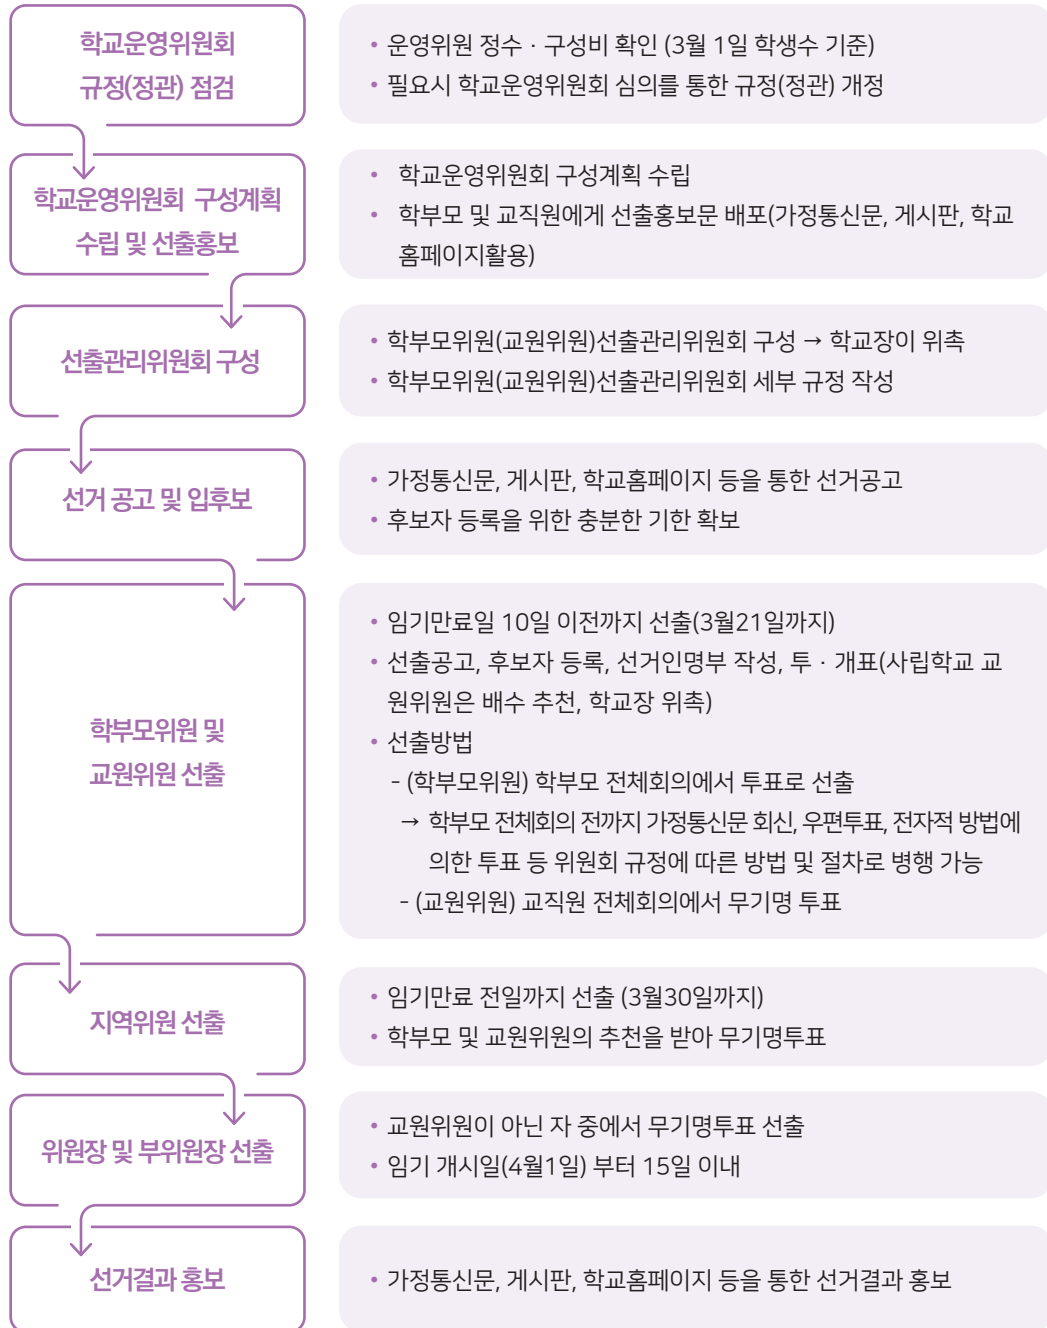 학교운영위원회
규정(정관) 점검
• 운영위원 정수 · 구성비 확인 (3월 1일 학생수 기준)
• 필요시 학교운영위원회 심의를 통한 규정(정관) 개정
학교운영위원회 구성계획
수립 및 선출홍보
• 학교운영위원회 구성계획 수립
• 학부모 및 교직원에게 선출홍보문 배포(가정통신문, 게시판, 학교
홈페이지활용)
선출관리위원회 구성
• 학부모위원(교원위원)선출관리위원회 구성 → 학교장이 위촉
• 학부모위원(교원위원)선출관리위원회 세부 규정 작성
선거 공고 및 입후보
• 가정통신문, 게시판, 학교홈페이지 등을 통한 선거공고
• 후보자 등록을 위한 충분한 기한 확보
학부모위원 및
교원위원 선출
• 임기만료일 10일 이전까지 선출(3월21일까지)
• 선출공고, 후보자 등록, 선거인명부 작성, 투 · 개표(사립학교 교
원위원은 배수 추천, 학교장 위촉)
• 선출방법
- (학부모위원) 학부모 전체회의에서 투표로 선출
→ 학부모 전체회의 전까지 가정통신문 회신, 우편투표, 전자적 방법에
의한 투표 등 위원회 규정에 따른 방법 및 절차로 병행 가능
- (교원위원) 교직원 전체회의에서 무기명 투표
지역위원 선출
• 임기만료 전일까지 선출 (3월30일까지)
• 학부모 및 교원위원의 추천을 받아 무기명투표
위원장 및 부위원장 선출
• 교원위원이 아닌 자 중에서 무기명투표 선출
• 임기 개시일(4월1일) 부터 15일 이내
선거결과 홍보
• 가정통신문, 게시판, 학교홈페이지 등을 통한 선거결과 홍보